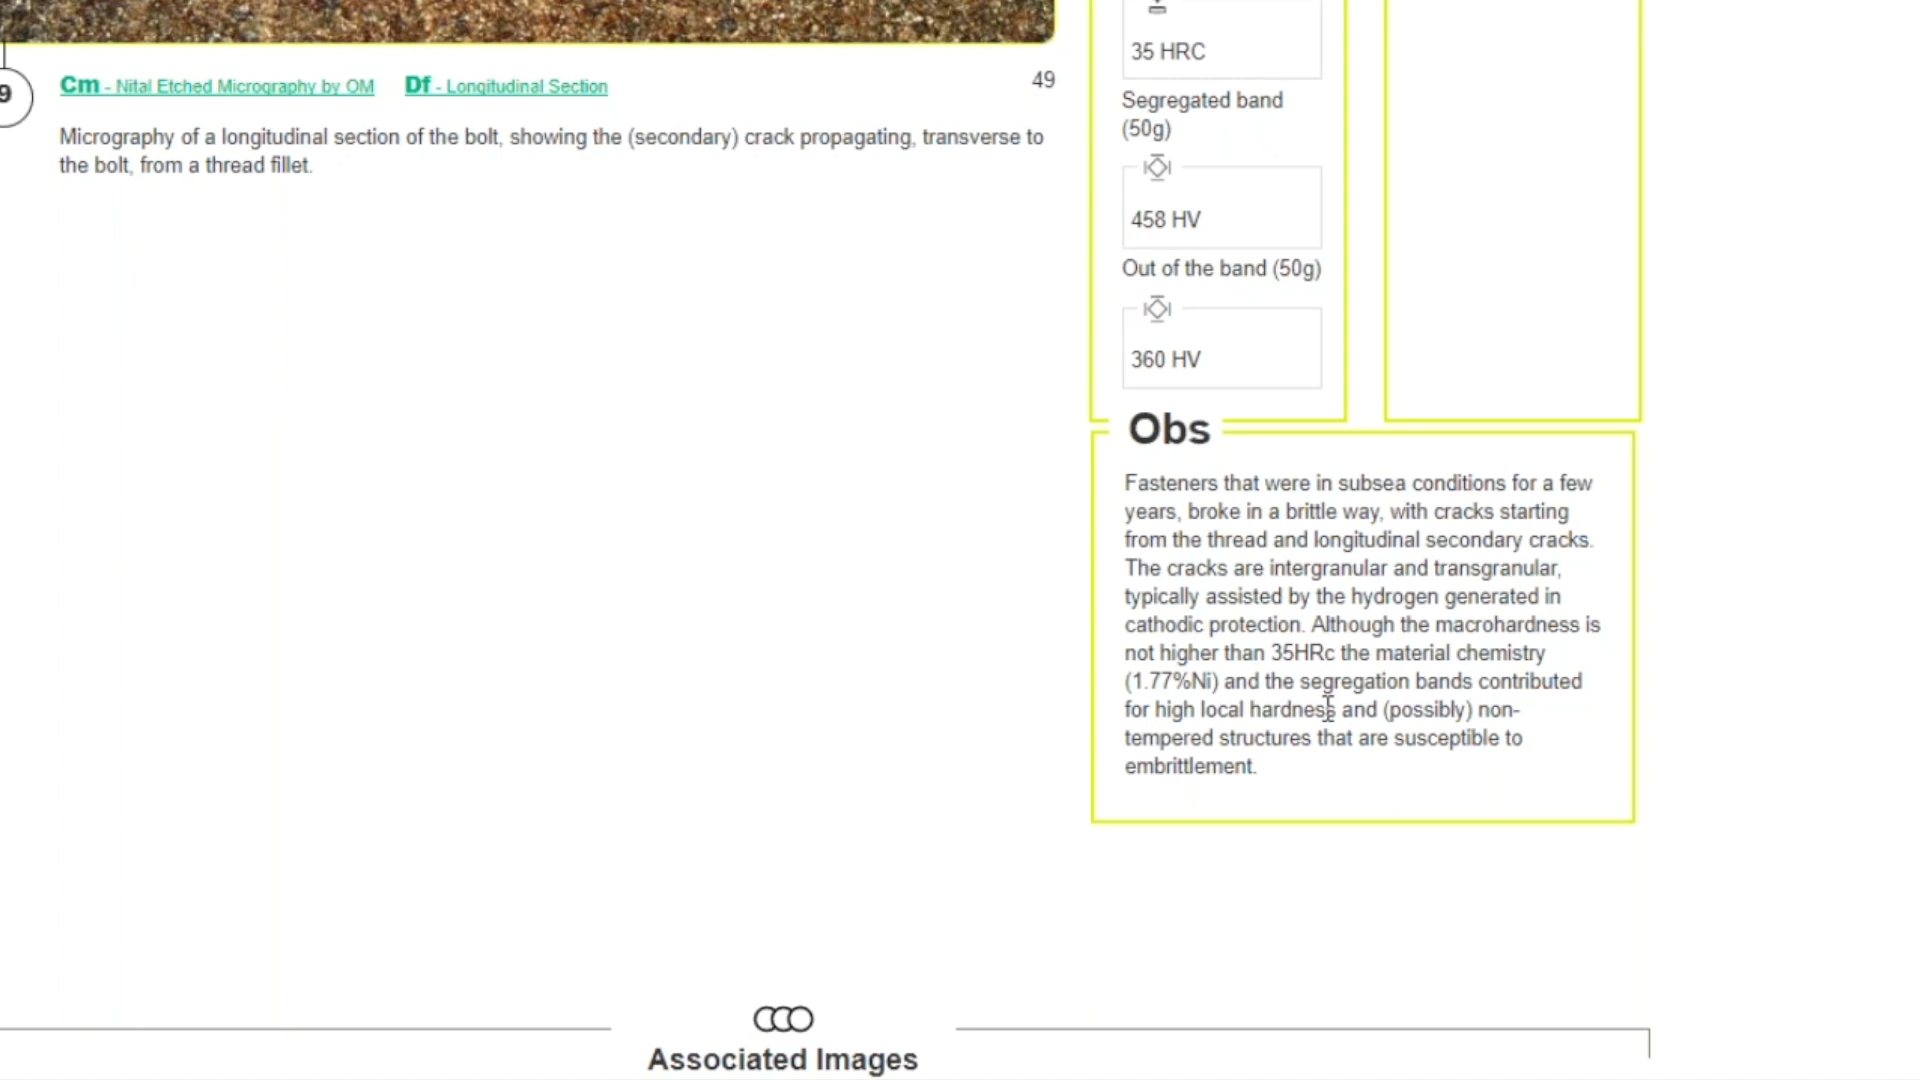 35 HRC
9
Cm - Nital Etched Micrography by OM Df - Longitudinal Section
49
Micrography of a longitudinal section of the bolt, showing the (secondary) crack propagating, transverse to
the bolt, from a thread fillet.
Segregated band
(50g)
458 HV
Out of the band (50g)
360 HV
Obs
Fasteners that were in subsea conditions for a few
years, broke in a brittle way, with cracks starting
from the thread and longitudinal secondary cracks.
The cracks are intergranular and transgranular,
typically assisted by the hydrogen generated in
cathodic protection. Although the macrohardness is
not higher than 35HRc the material chemistry
(1.77%Ni) and the segregation bands contributed
for high local hardness and (possibly) non-
tempered structures that are susceptible to
embrittlement.
Associated Images